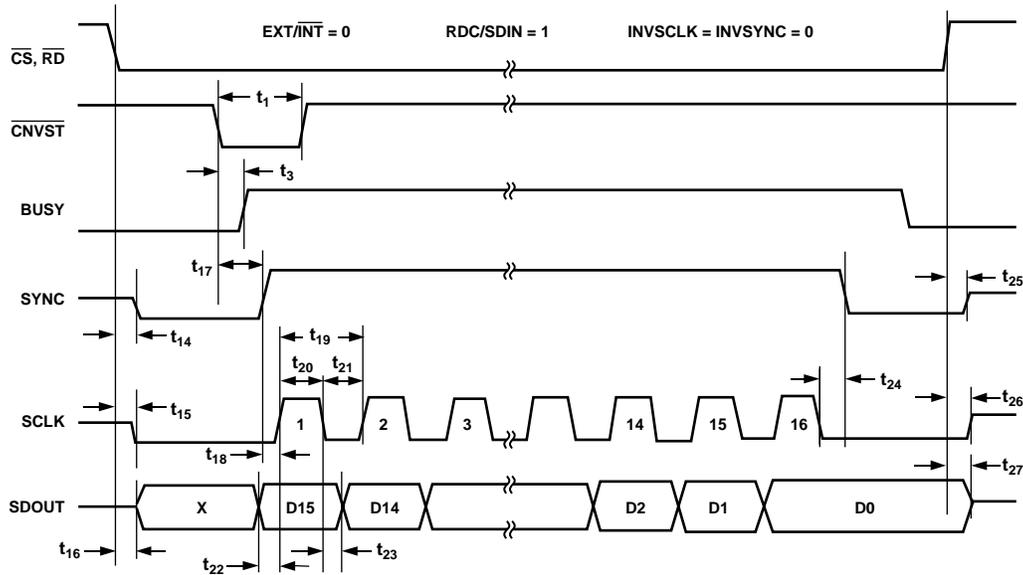 EXT/INT = 0 RDC/SDIN = 1 INVSCLK = INVSYNC = 0
CS, RD
t1
CNVST
t3
BUSY
t17
t25
SYNC
t14
t19
t20 t21
t24
t15
t26
SCLK
1 2 3 14 15 16
t18
t27
SDOUT
X D15 D14 D2 D1 D0
t16
t22
t23